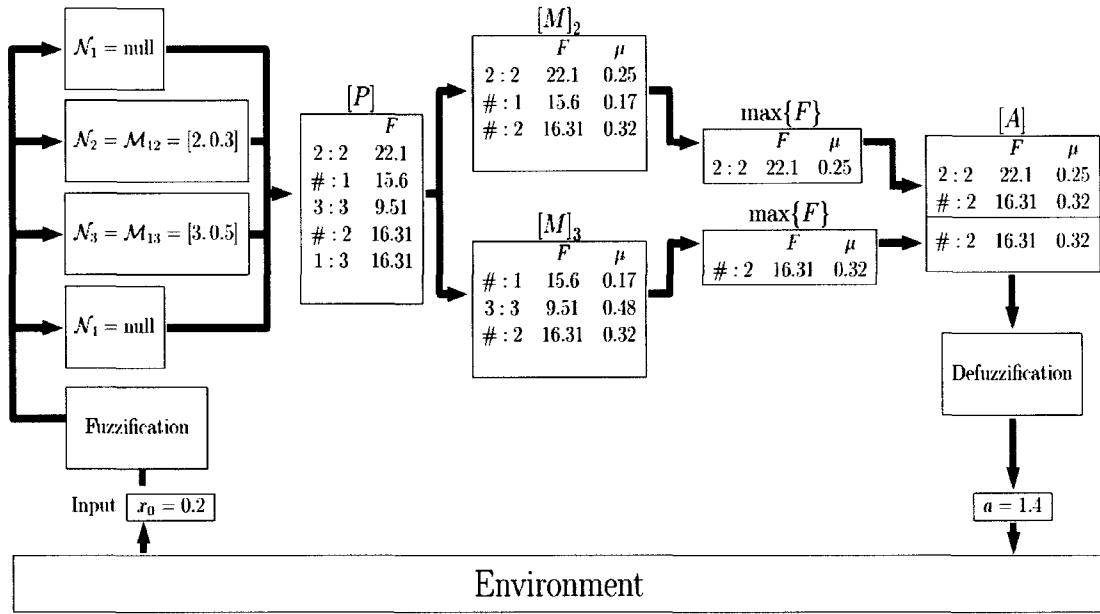 𝒩₁ = null
𝒩₂ = ℳ₁₂ = [2.0.3]
𝒩₃ = ℳ₁₃ = [3.0.5]
𝒩₁ = null
Fuzzification
Input x₀ = 0.2
[P]
F
2 : 2 22.1
# : 1 15.6
3 : 3 9.51
# : 2 16.31
1 : 3 16.31
[M]₂
F μ
2 : 2 22.1 0.25
# : 1 15.6 0.17
# : 2 16.31 0.32
[M]₃
F μ
# : 1 15.6 0.17
3 : 3 9.51 0.48
# : 2 16.31 0.32
max{F}
F μ
2 : 2 22.1 0.25
max{F}
F μ
# : 2 16.31 0.32
[A]
F μ
2 : 2 22.1 0.25
# : 2 16.31 0.32
# : 2 16.31 0.32
Defuzzification
a = 1.4
Environment